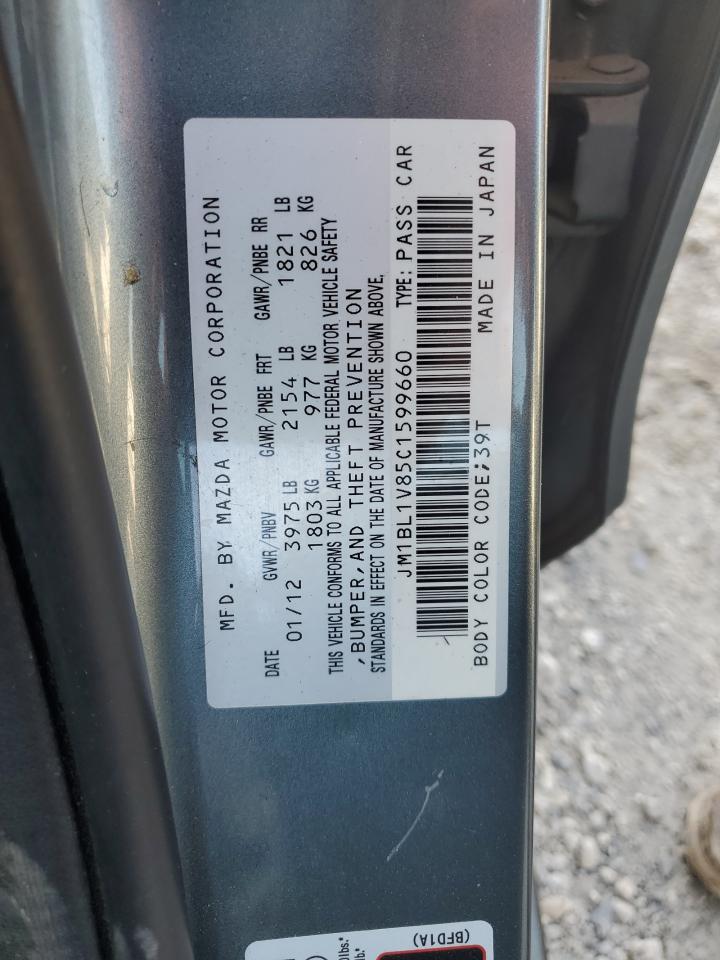 MFD. BY MAZDA MOTOR CORPORATION
DATE GVWR/PNBV GAWR/PNBE FRT GAWR/PNBE RR
01/12 3975 LB 2154 LB 1821 LB
1803 KG 977 KG 826 KG
THIS VEHICLE CONFORMS TO ALL APPLICABLE FEDERAL MOTOR VEHICLE SAFETY
,BUMPER,AND THEFT PREVENTION
STANDARDS IN EFFECT ON THE DATE OF MANUFACTURE SHOWN ABOVE.
JM1BL1V85C1599660 TYPE: PASS CAR
BODY COLOR CODE;39T MADE IN JAPAN
(BFD1A)